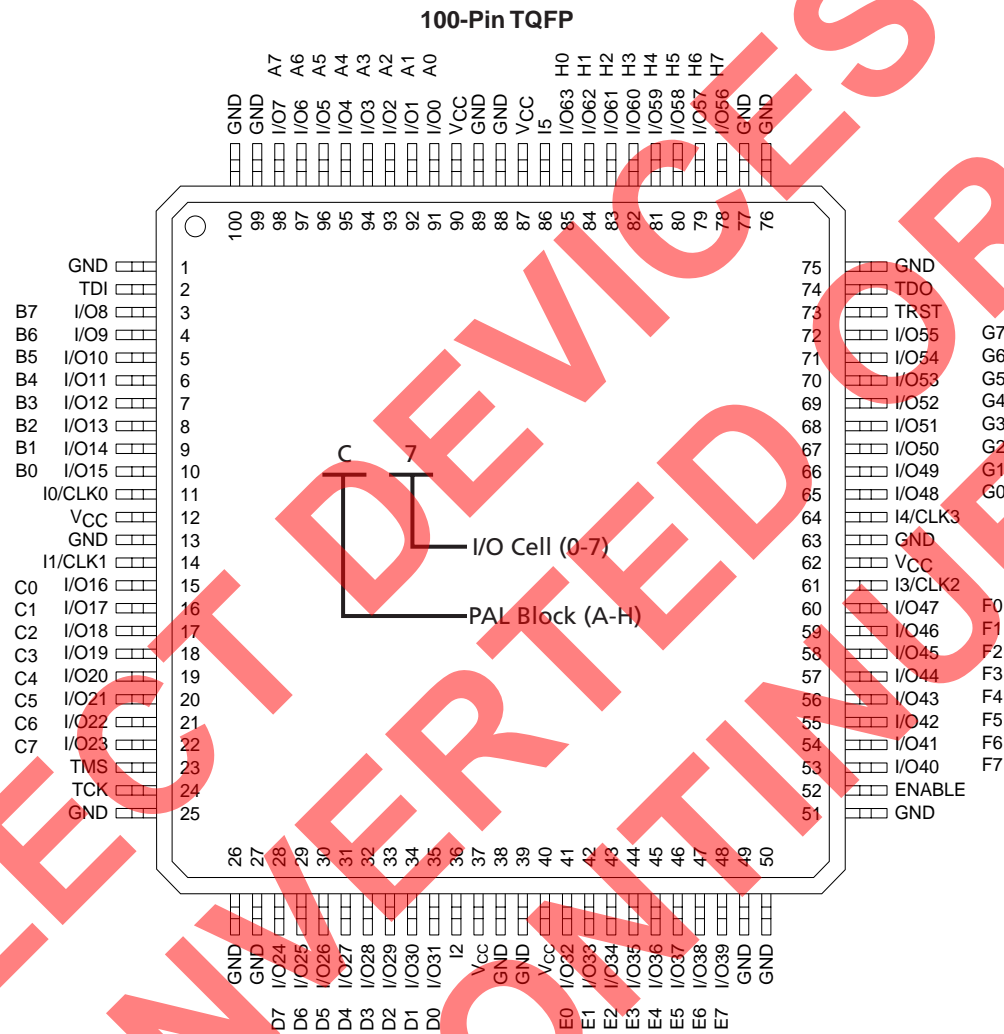 100-Pin TQFP
A7 A6 A5 A4 A3 A2 A1 A0 H0 H1 H2 H3 H4 H5 H6 H7
GND GND I/O7 I/O6 I/O5 I/O4 I/O3 I/O2 I/O1 I/O0 VCC GND GND VCC I5 I/O63 I/O62 I/O61 I/O60 I/O59 I/O58 I/O57 I/O56 GND GND
100 99 98 97 96 95 94 93 92 91 90 89 88 87 86 85 84 83 82 81 80 79 78 77 76
GND 1 75 GND
TDI 2 74 TDO
B7 I/O8 3 73 TRST
B6 I/O9 4 72 I/O55 G7
B5 I/O10 5 71 I/O54 G6
B4 I/O11 6 70 I/O53 G5
B3 I/O12 7 69 I/O52 G4
B2 I/O13 8 68 I/O51 G3
B1 I/O14 9 67 I/O50 G2
B0 I/O15 10 66 I/O49 G1
I0/CLK0 11 65 I/O48 G0
VCC 12 64 I4/CLK3
GND 13 63 GND
I1/CLK1 14 62 VCC
C0 I/O16 15 61 I3/CLK2
C1 I/O17 16 60 I/O47 F0
C2 I/O18 17 59 I/O46 F1
C3 I/O19 18 58 I/O45 F2
C4 I/O20 19 57 I/O44 F3
C5 I/O21 20 56 I/O43 F4
C6 I/O22 21 55 I/O42 F5
C7 I/O23 22 54 I/O41 F6
TMS 23 53 I/O40 F7
TCK 24 52 ENABLE
GND 25 51 GND
C 7
I/O Cell (0-7)
PAL Block (A-H)
26 27 28 29 30 31 32 33 34 35 36 37 38 39 40 41 42 43 44 45 46 47 48 49 50
GND GND I/O24 I/O25 I/O26 I/O27 I/O28 I/O29 I/O30 I/O31 I2 VCC GND GND VCC I/O32 I/O33 I/O34 I/O35 I/O36 I/O37 I/O38 I/O39 GND GND
D7 D6 D5 D4 D3 D2 D1 D0 E0 E1 E2 E3 E4 E5 E6 E7
DEVICES
OR